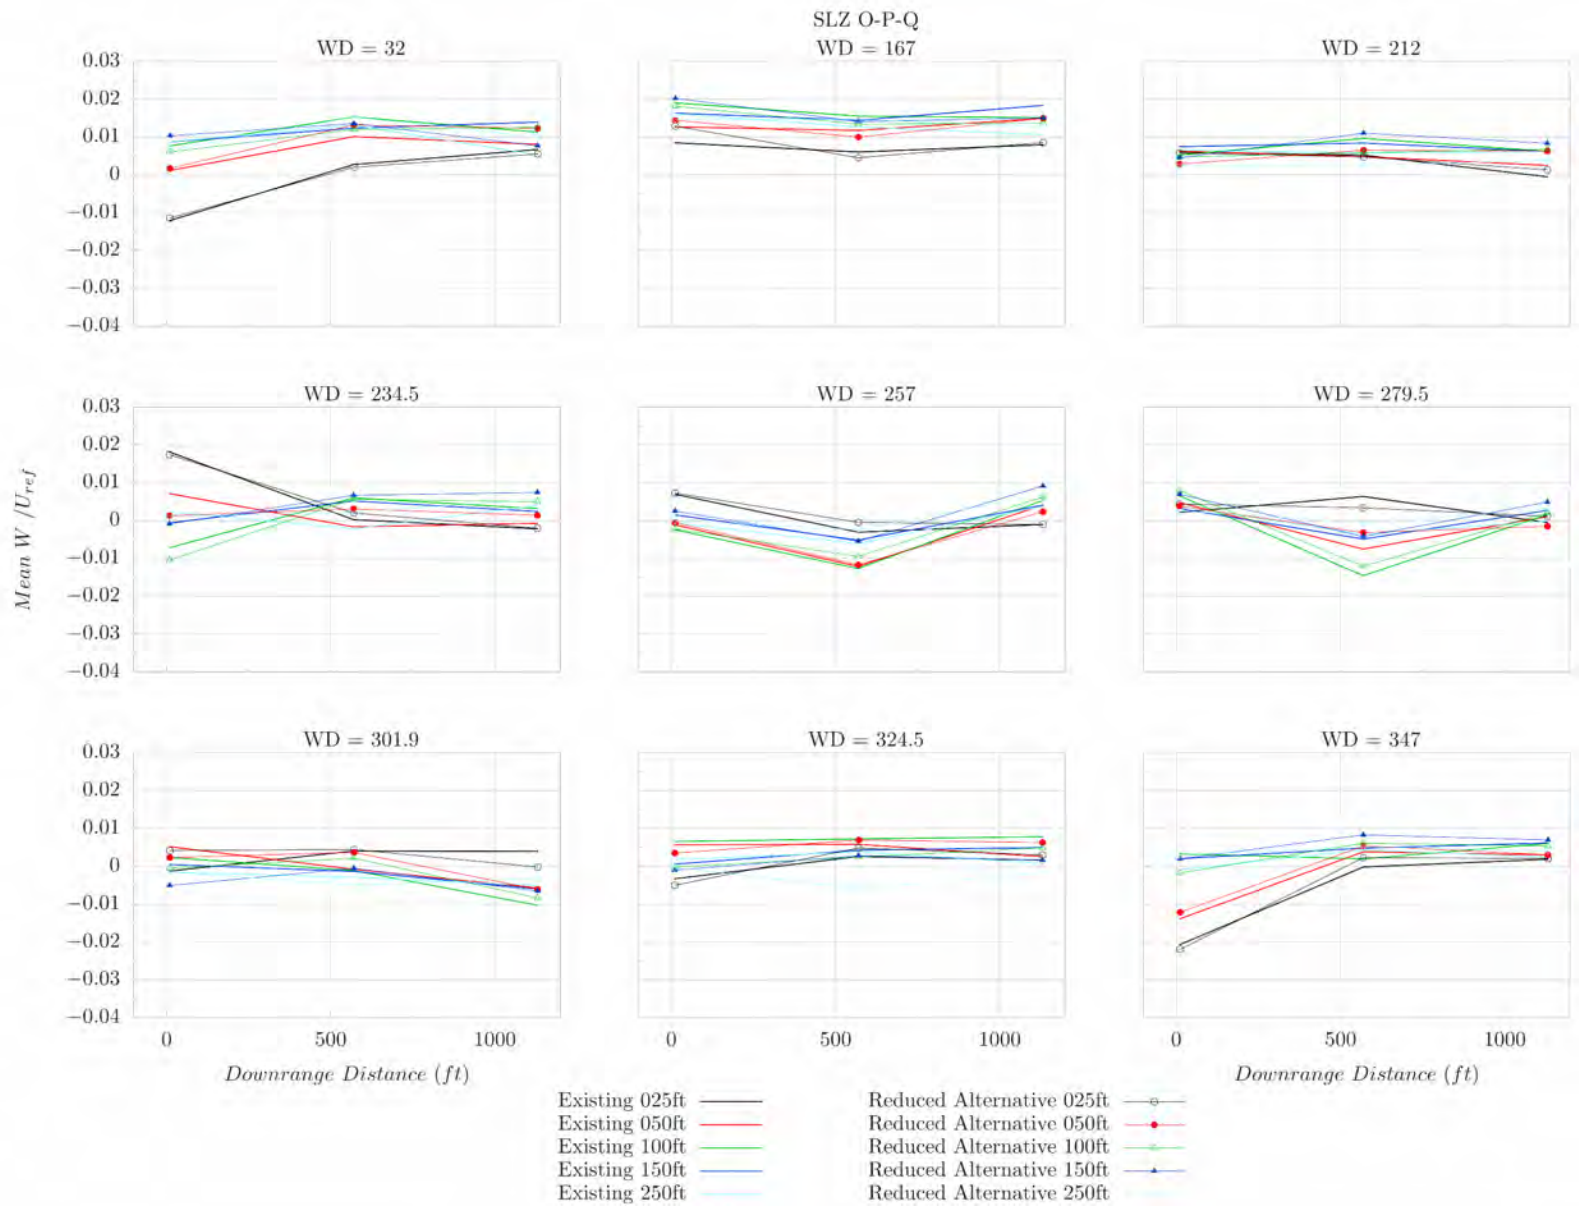 SLZ O-P-Q
WD = 32
WD = 167
WD = 212
0.03
0.02
0.01
0
−0.01
−0.02
−0.03
−0.04
WD = 234.5
WD = 257
WD = 279.5
0.03
0.02
0.01
0
−0.01
−0.02
−0.03
−0.04
Mean W /U_ref
WD = 301.9
WD = 324.5
WD = 347
0.03
0.02
0.01
0
−0.01
−0.02
−0.03
−0.04
0 500 1000
0 500 1000
0 500 1000
Downrange Distance (ft)
Downrange Distance (ft)
Existing 025ft
Existing 050ft
Existing 100ft
Existing 150ft
Existing 250ft
Reduced Alternative 025ft
Reduced Alternative 050ft
Reduced Alternative 100ft
Reduced Alternative 150ft
Reduced Alternative 250ft